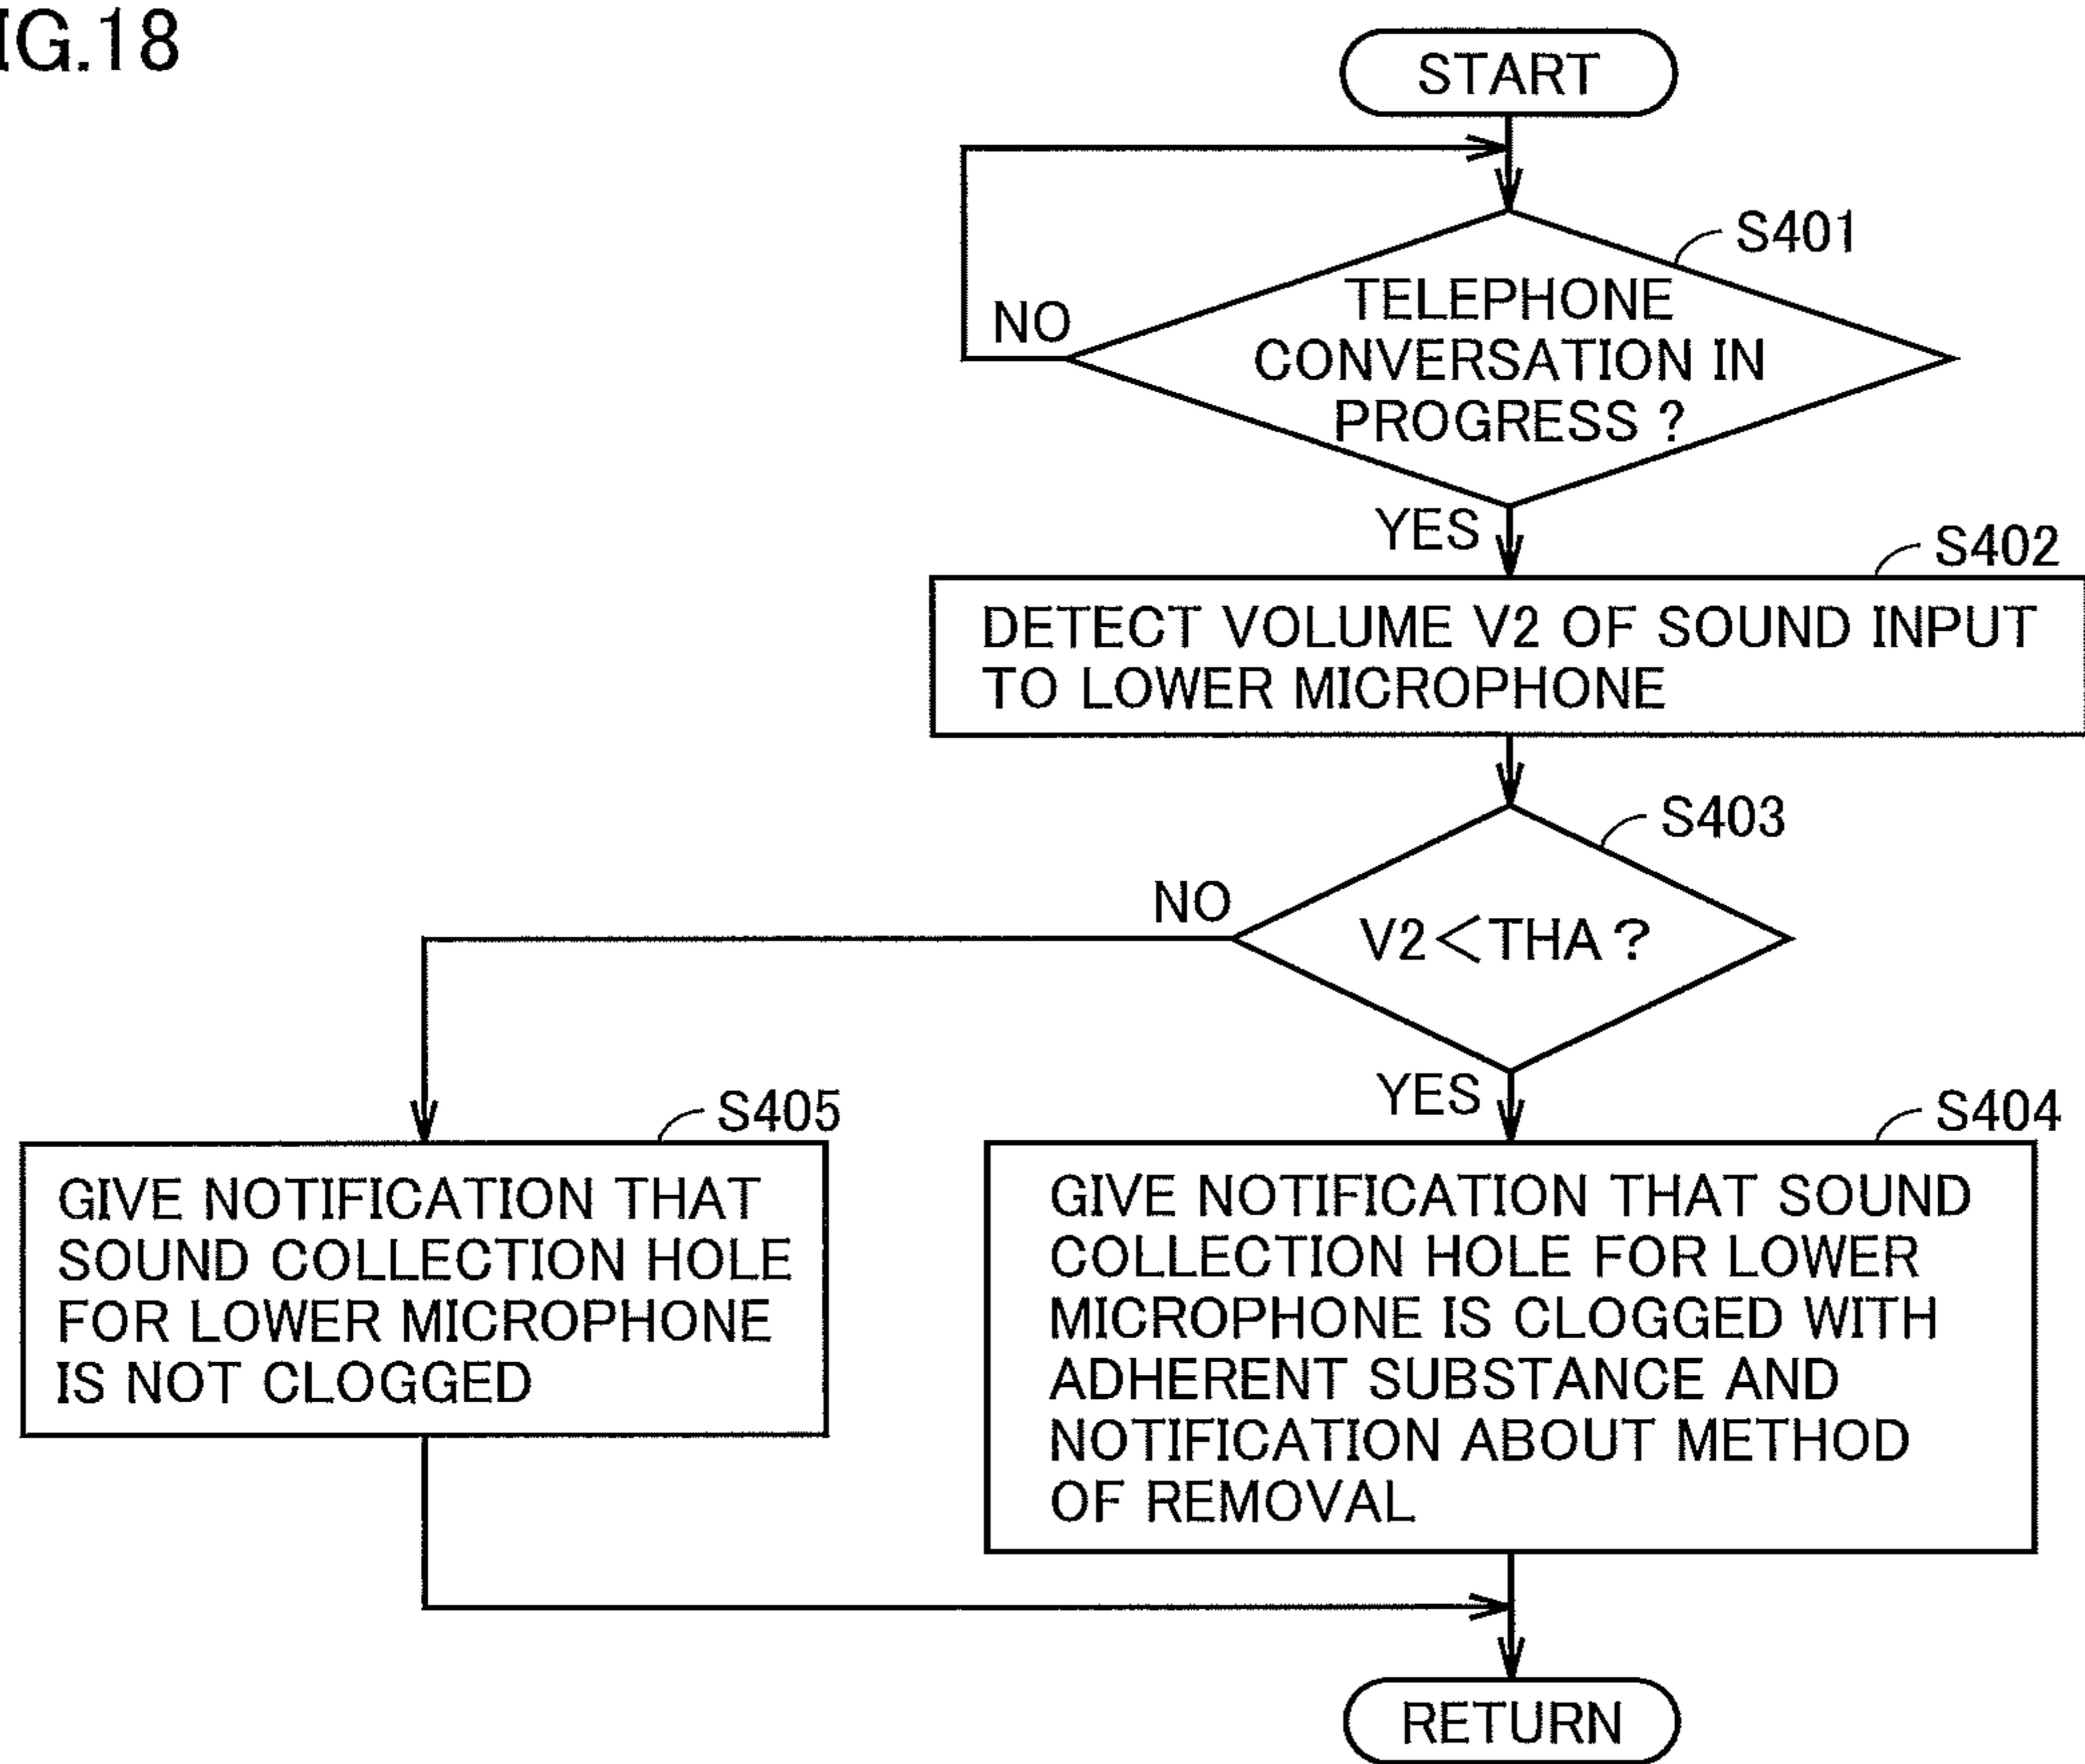 IG.18
START
S401
TELEPHONE
CONVERSATION IN
PROGRESS ?
NO
YES
S402
DETECT VOLUME V2 OF SOUND INPUT
TO LOWER MICROPHONE
S403
V2<THA?
NO
YES
S405
GIVE NOTIFICATION THAT
SOUND COLLECTION HOLE
FOR LOWER MICROPHONE
IS NOT CLOGGED
S404
GIVE NOTIFICATION THAT SOUND
COLLECTION HOLE FOR LOWER
MICROPHONE IS CLOGGED WITH
ADHERENT SUBSTANCE AND
NOTIFICATION ABOUT METHOD
OF REMOVAL
RETURN